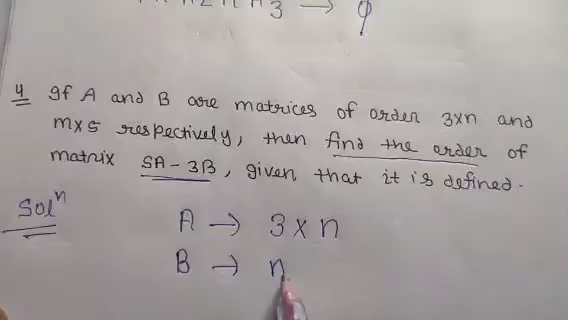 3 → φ
4 If A and B are matrices of order 3×n and
m×5 respectively, then find the order of
matrix 5A - 3B, given that it is defined.
Solⁿ
A → 3 × n
B → n